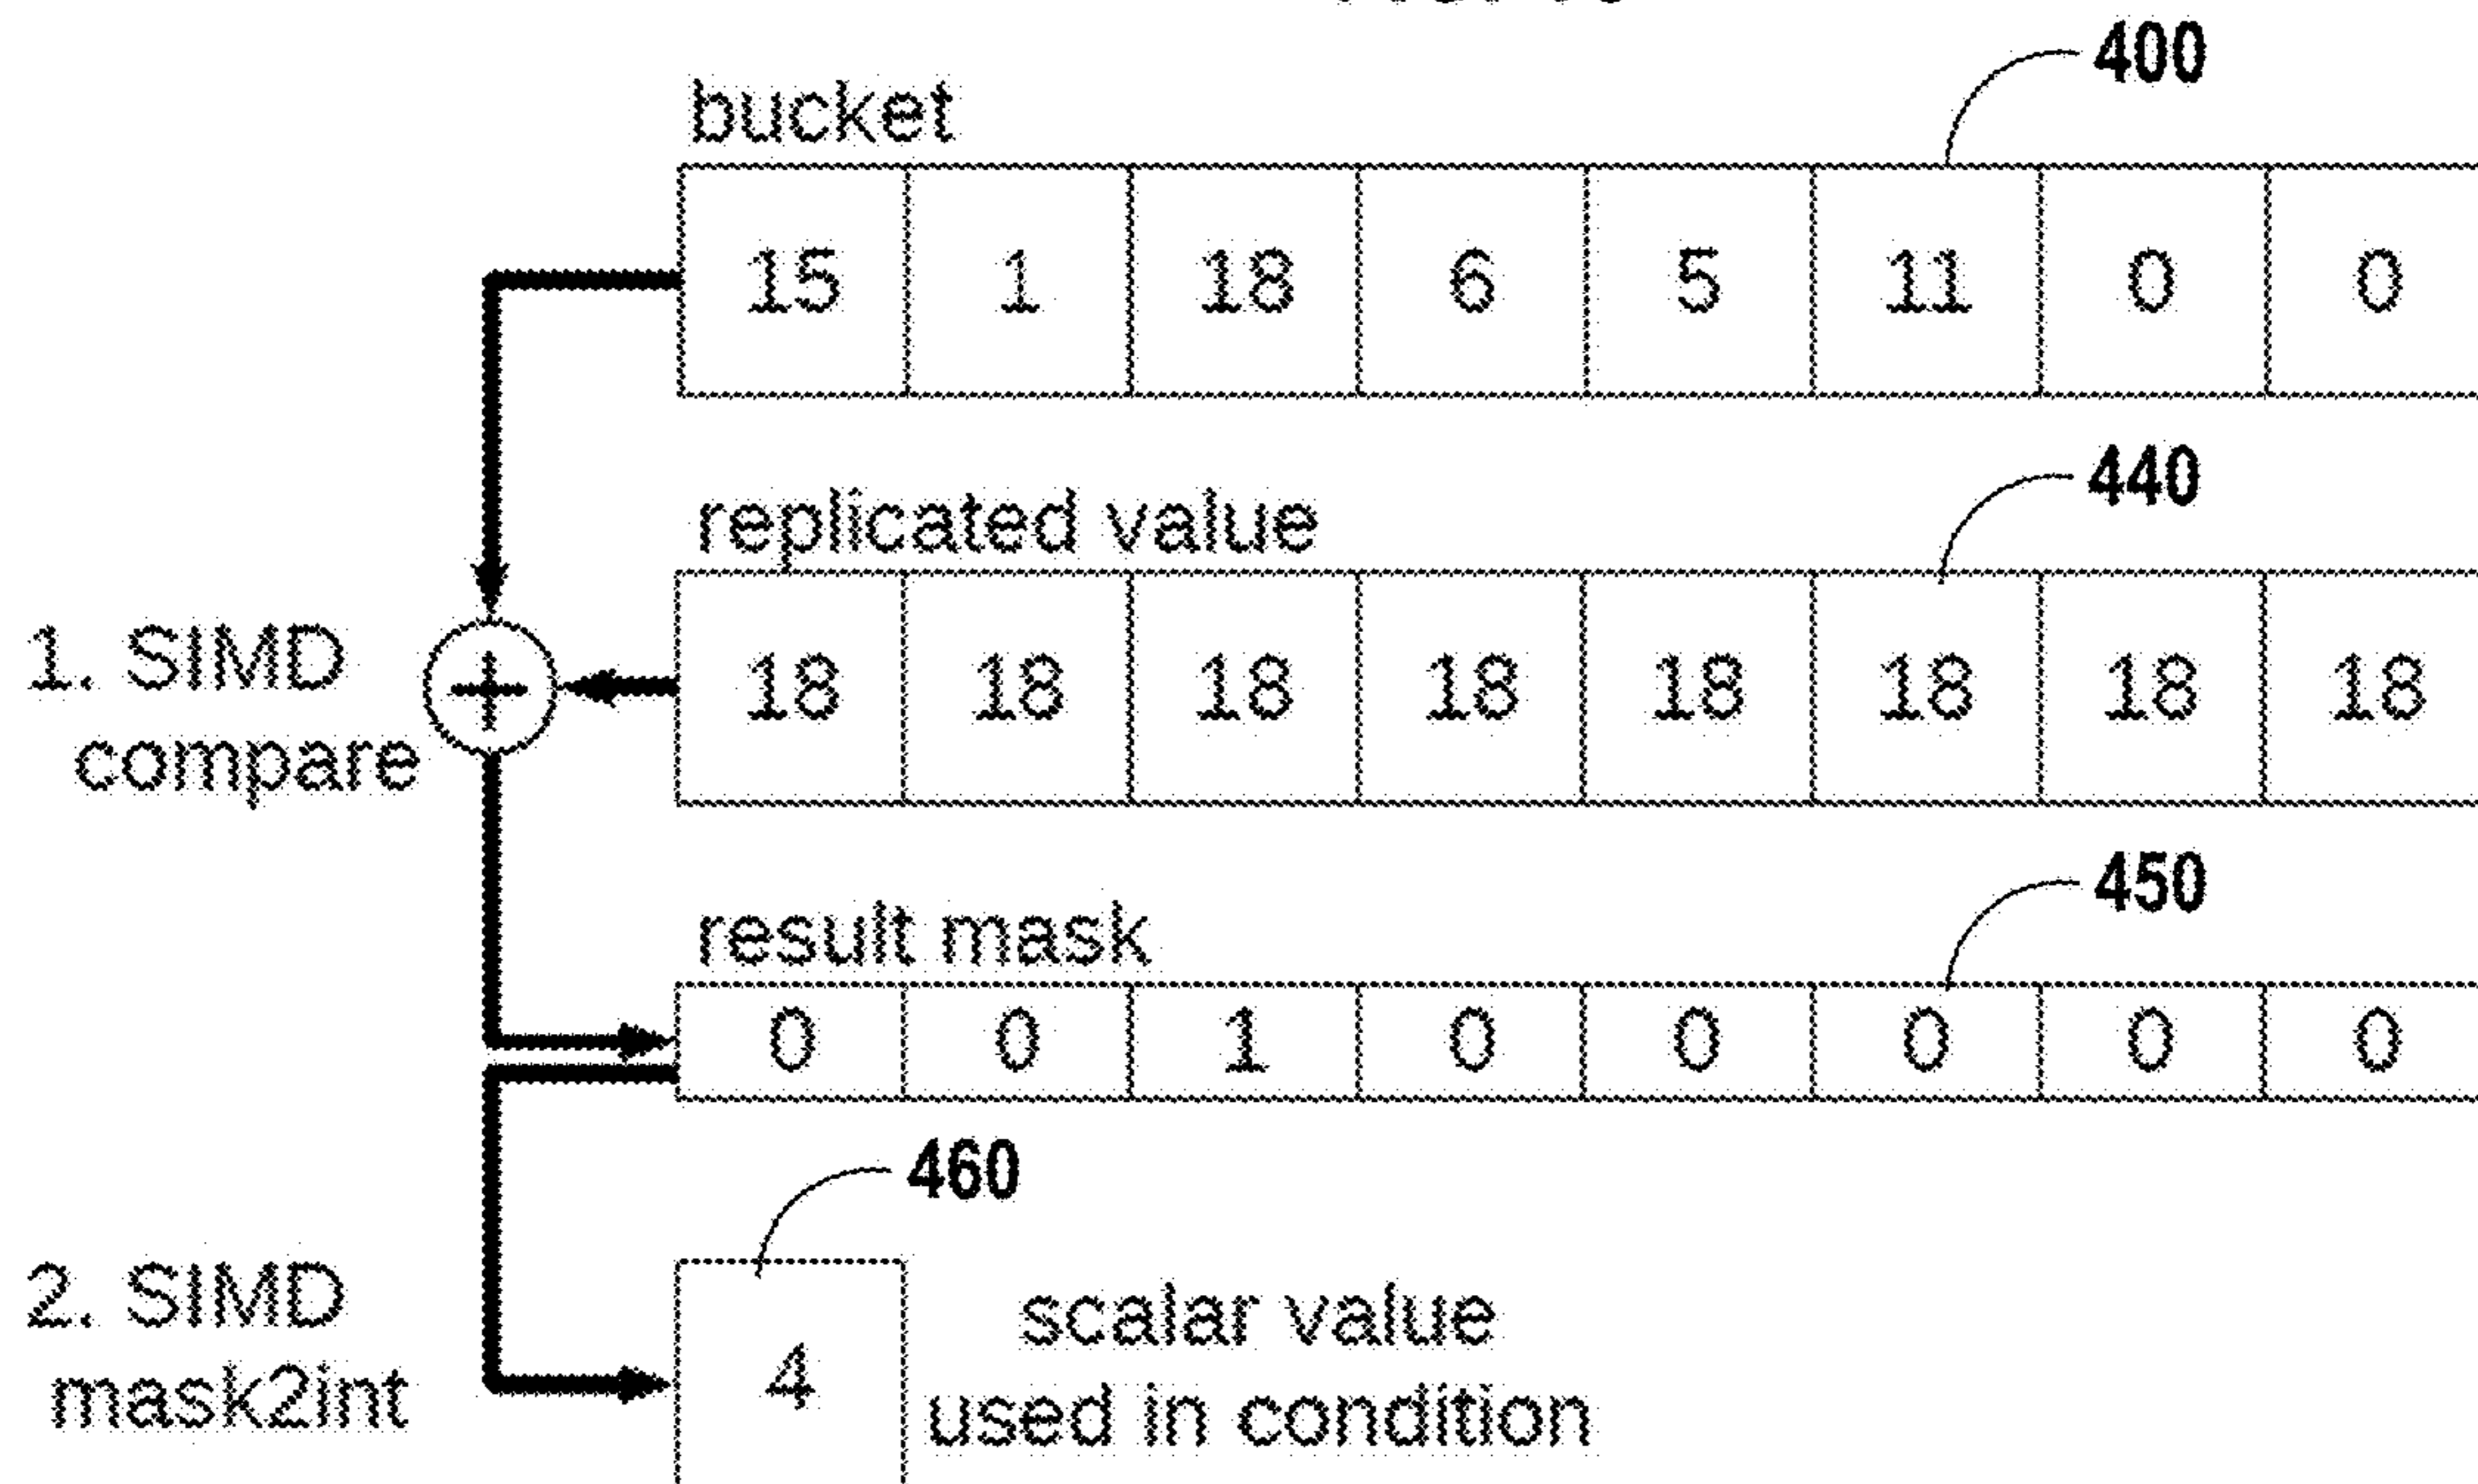 400
bucket
15 1 18 6 5 11 0 0
440
replicated value
1. SIMD
compare
18 18 18 18 18 18 18 18
450
result mask
0 0 1 0 0 0 0 0
460
2. SIMD
mask2int
4
scalar value
used in condition